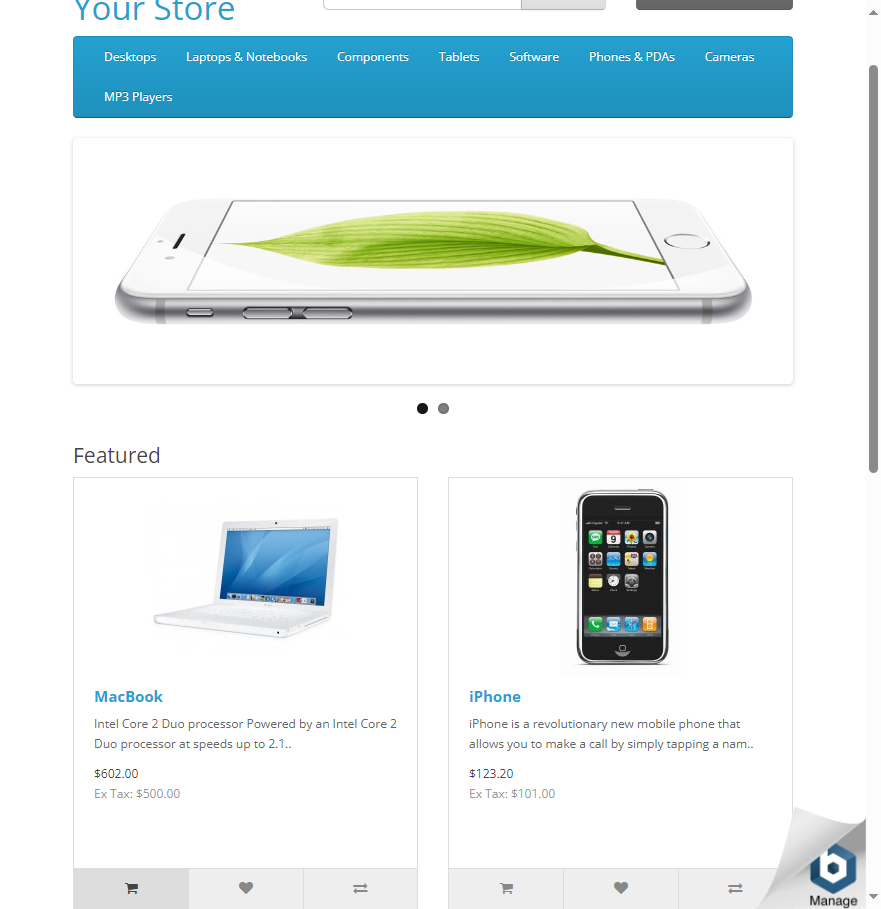 Your Store
Desktops Laptops & Notebooks Components Tablets Software Phones & PDAs Cameras
MP3 Players
Featured
MacBook
Intel Core 2 Duo processor Powered by an Intel Core 2
Duo processor at speeds up to 2.1..
$602.00
Ex Tax: $500.00
iPhone
iPhone is a revolutionary new mobile phone that
allows you to make a call by simply tapping a nam..
$123.20
Ex Tax: $101.00
Manage